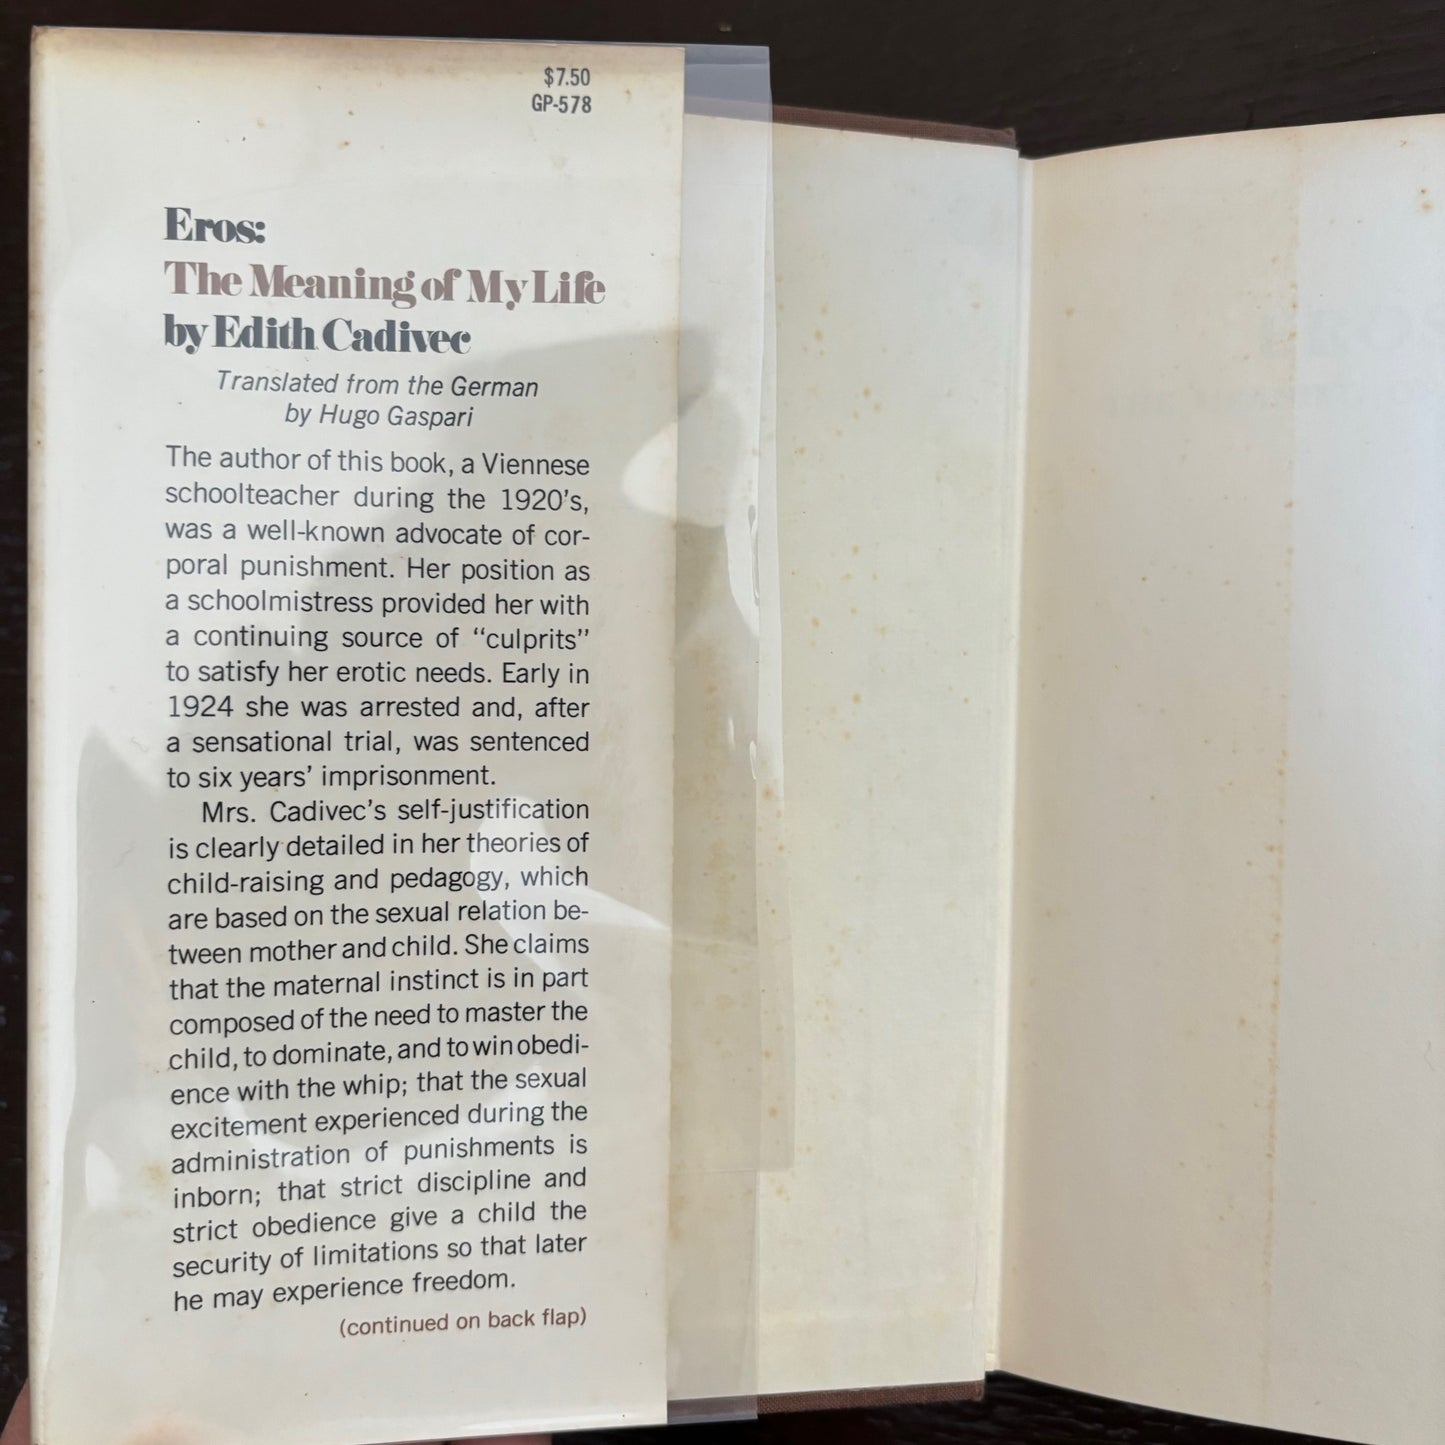 $7.50
GP-578
Eros:
The Meaning of My Life
by Edith Cadivec
Translated from the German
by Hugo Gaspari
The author of this book, a Viennese
schoolteacher during the 1920's,
was a well-known advocate of cor-
poral punishment. Her position as
a schoolmistress provided her with
a continuing source of "culprits"
to satisfy her erotic needs. Early in
1924 she was arrested and, after
a sensational trial, was sentenced
to six years' imprisonment.
Mrs. Cadivec's self-justification
is clearly detailed in her theories of
child-raising and pedagogy, which
are based on the sexual relation be-
tween mother and child. She claims
that the maternal instinct is in part
composed of the need to master the
child, to dominate, and to win obedi-
ence with the whip; that the sexual
excitement experienced during the
administration of punishments is
inborn; that strict discipline and
strict obedience give a child the
security of limitations so that later
he may experience freedom.
(continued on back flap)